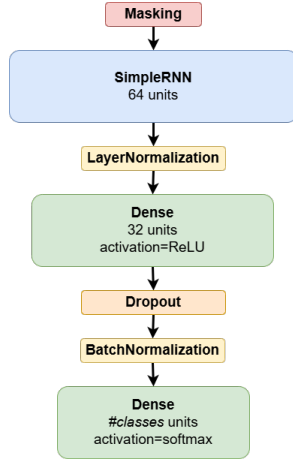 Masking
SimpleRNN
64 units
LayerNormalization
Dense
32 units
activation=ReLU
Dropout
BatchNormalization
Dense
#classes units
activation=softmax